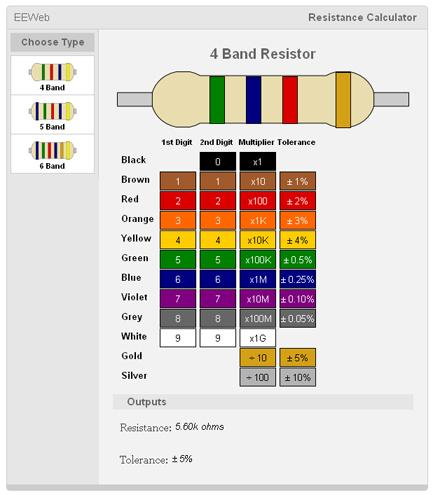 EEWeb Resistance Calculator
Choose Type
4 Band
5 Band
6 Band
4 Band Resistor
1st Digit 2nd Digit Multiplier Tolerance
Black 0 x1
Brown 1 1 x10 ± 1%
Red 2 2 x100 ± 2%
Orange 3 3 x1K ± 3%
Yellow 4 4 x10K ± 4%
Green 5 5 x100K ± 0.5%
Blue 6 6 x1M ± 0.25%
Violet 7 7 x10M ± 0.10%
Grey 8 8 x100M ± 0.05%
White 9 9 x1G
Gold ÷ 10 ± 5%
Silver ÷ 100 ± 10%
Outputs
Resistance: 5.60k ohms
Tolerance: ± 5%